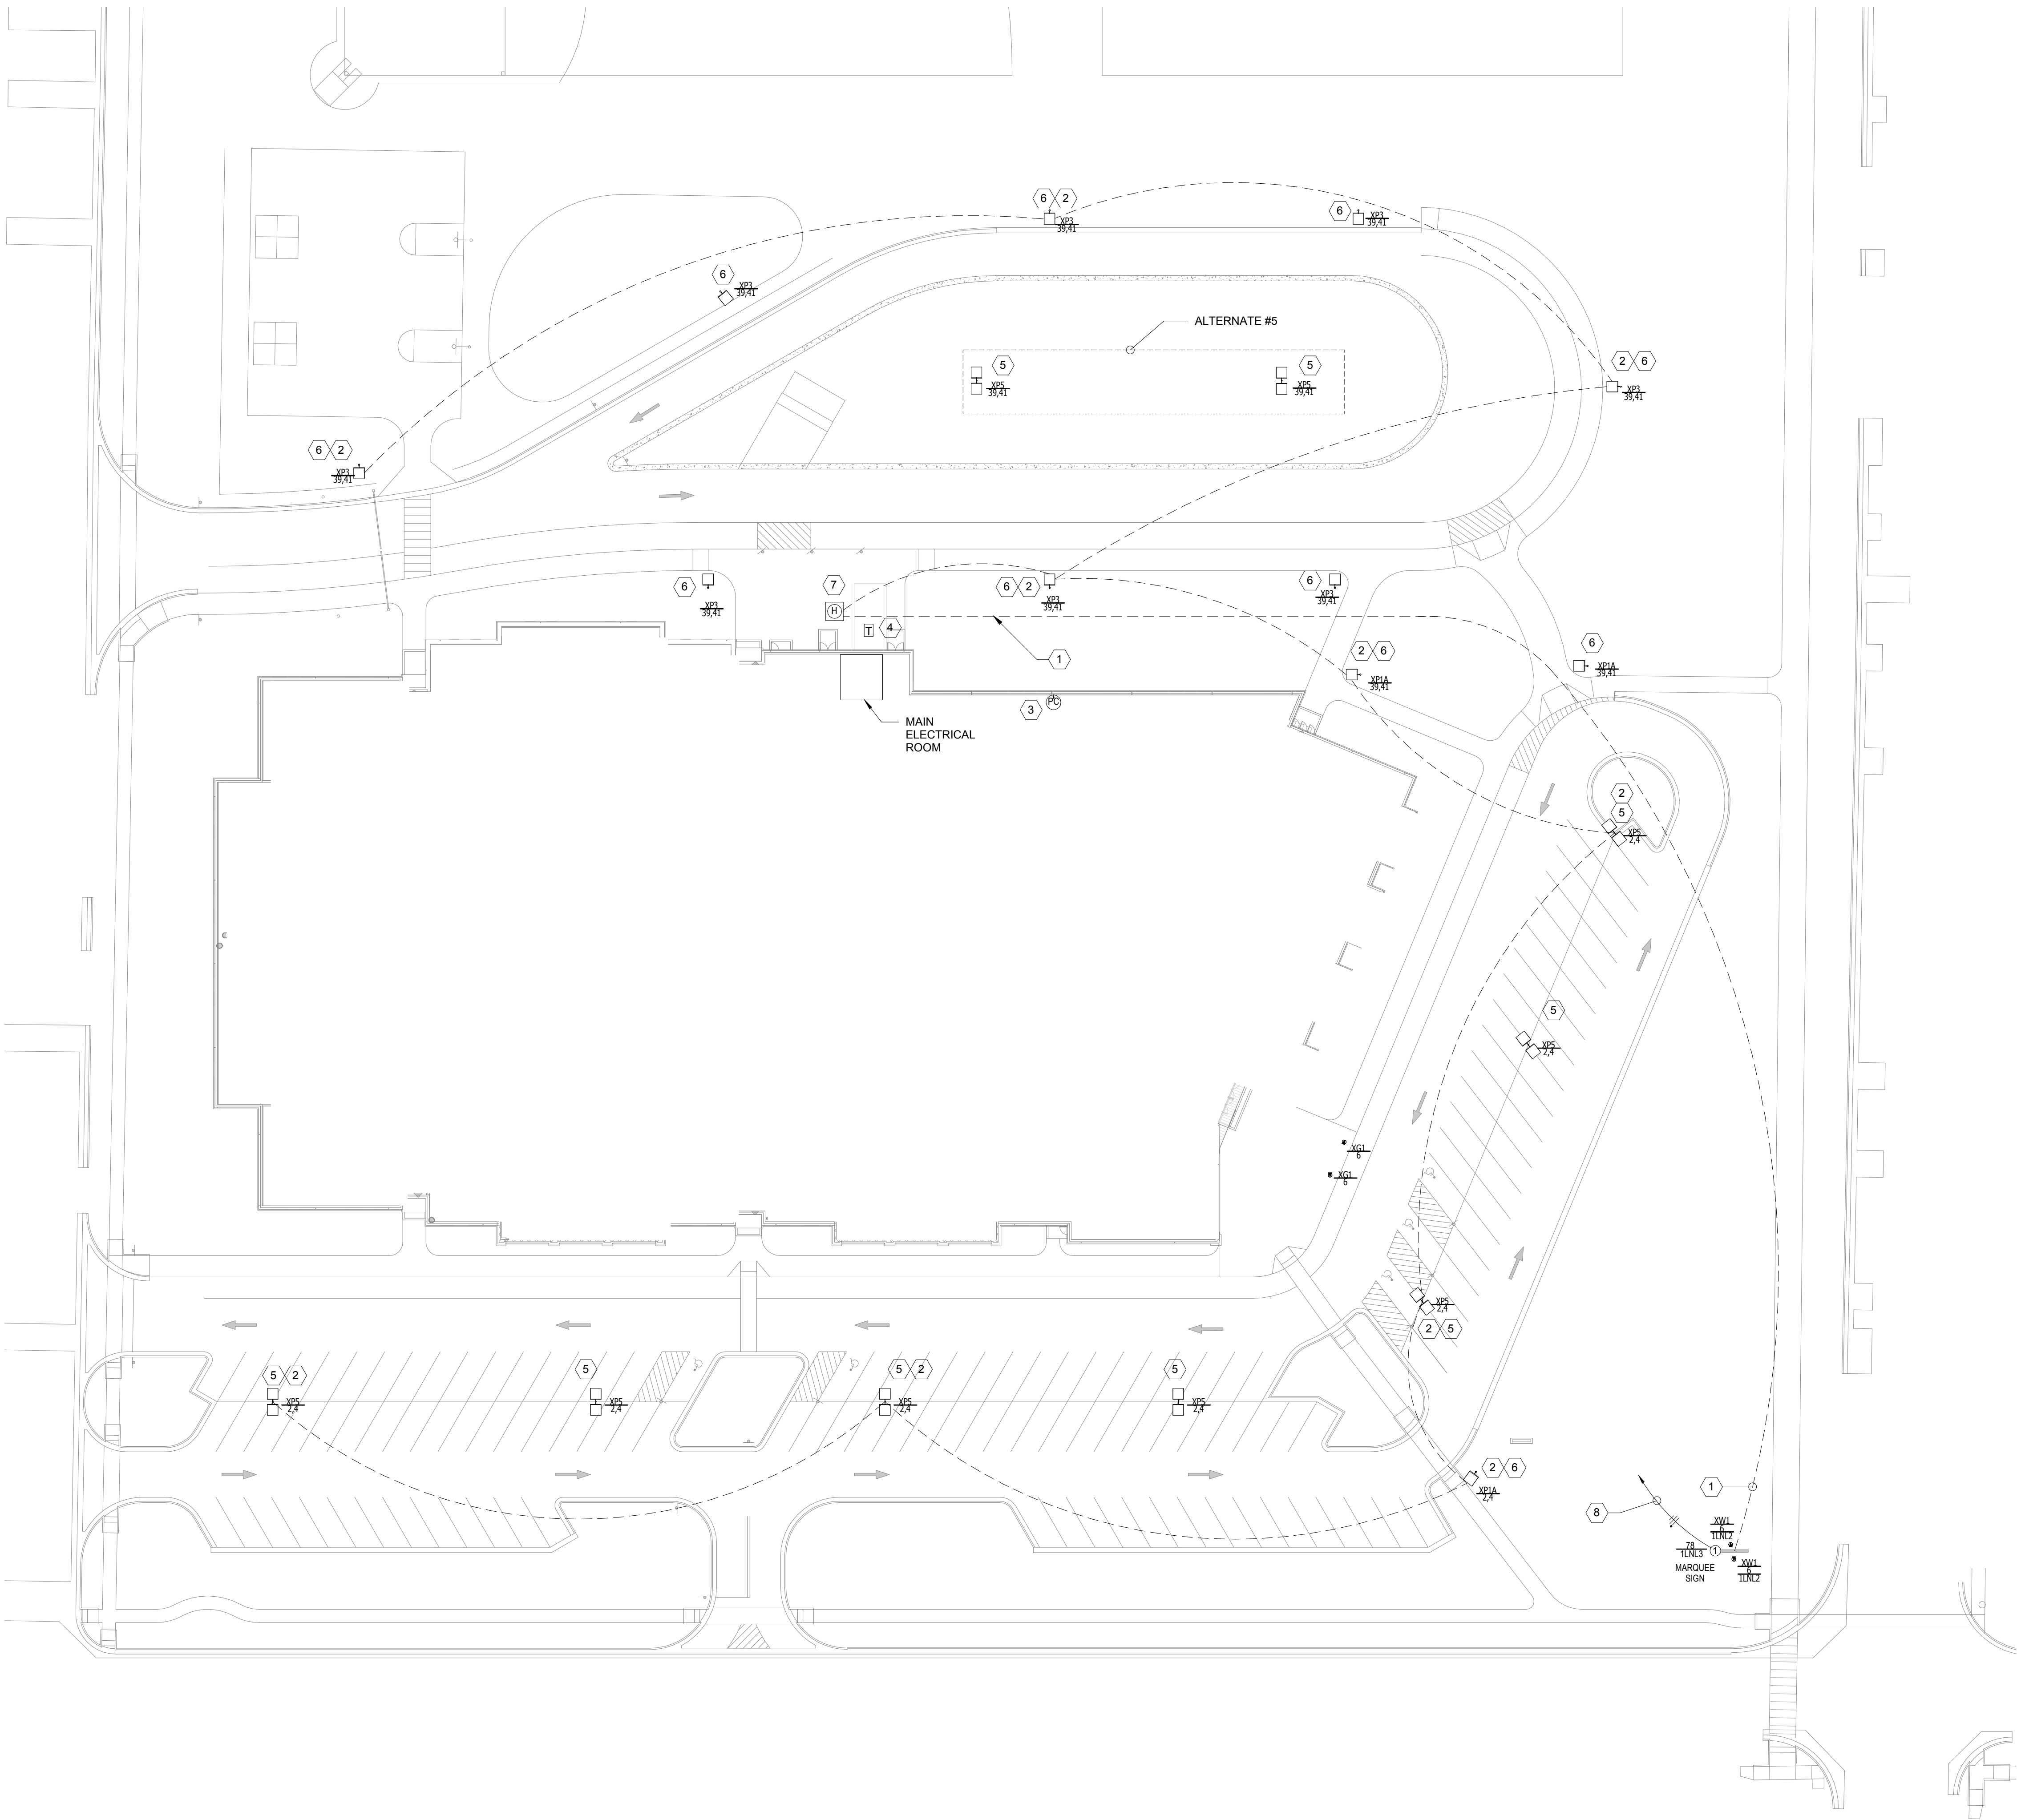 6 2
XP3
39,41
6
XP3
39,41
6
XP3
39,41
ALTERNATE #5
5
XP5
39,41
5
XP5
39,41
2 6
XP3
39,41
6 2
XP3
39,41
6
XP3
39,41
7
H
T
4
6 2
XP3
39,41
6
XP3
39,41
1
2 6
XP1A
39,41
6
XP1A
39,41
3
PC
MAIN
ELECTRICAL
ROOM
2
5
XP5
2,4
5
XP5
2,4
XG1
6
XG1
6
XP5
2,4
2 5
5 2
XP5
2,4
5
XP5
2,4
5 2
XP5
2,4
5
XP5
2,4
2 6
XP1A
2,4
1
8
XW1
6
1LNL2
78
1LNL3
1
MARQUEE
SIGN
XW1
6
1LNL2